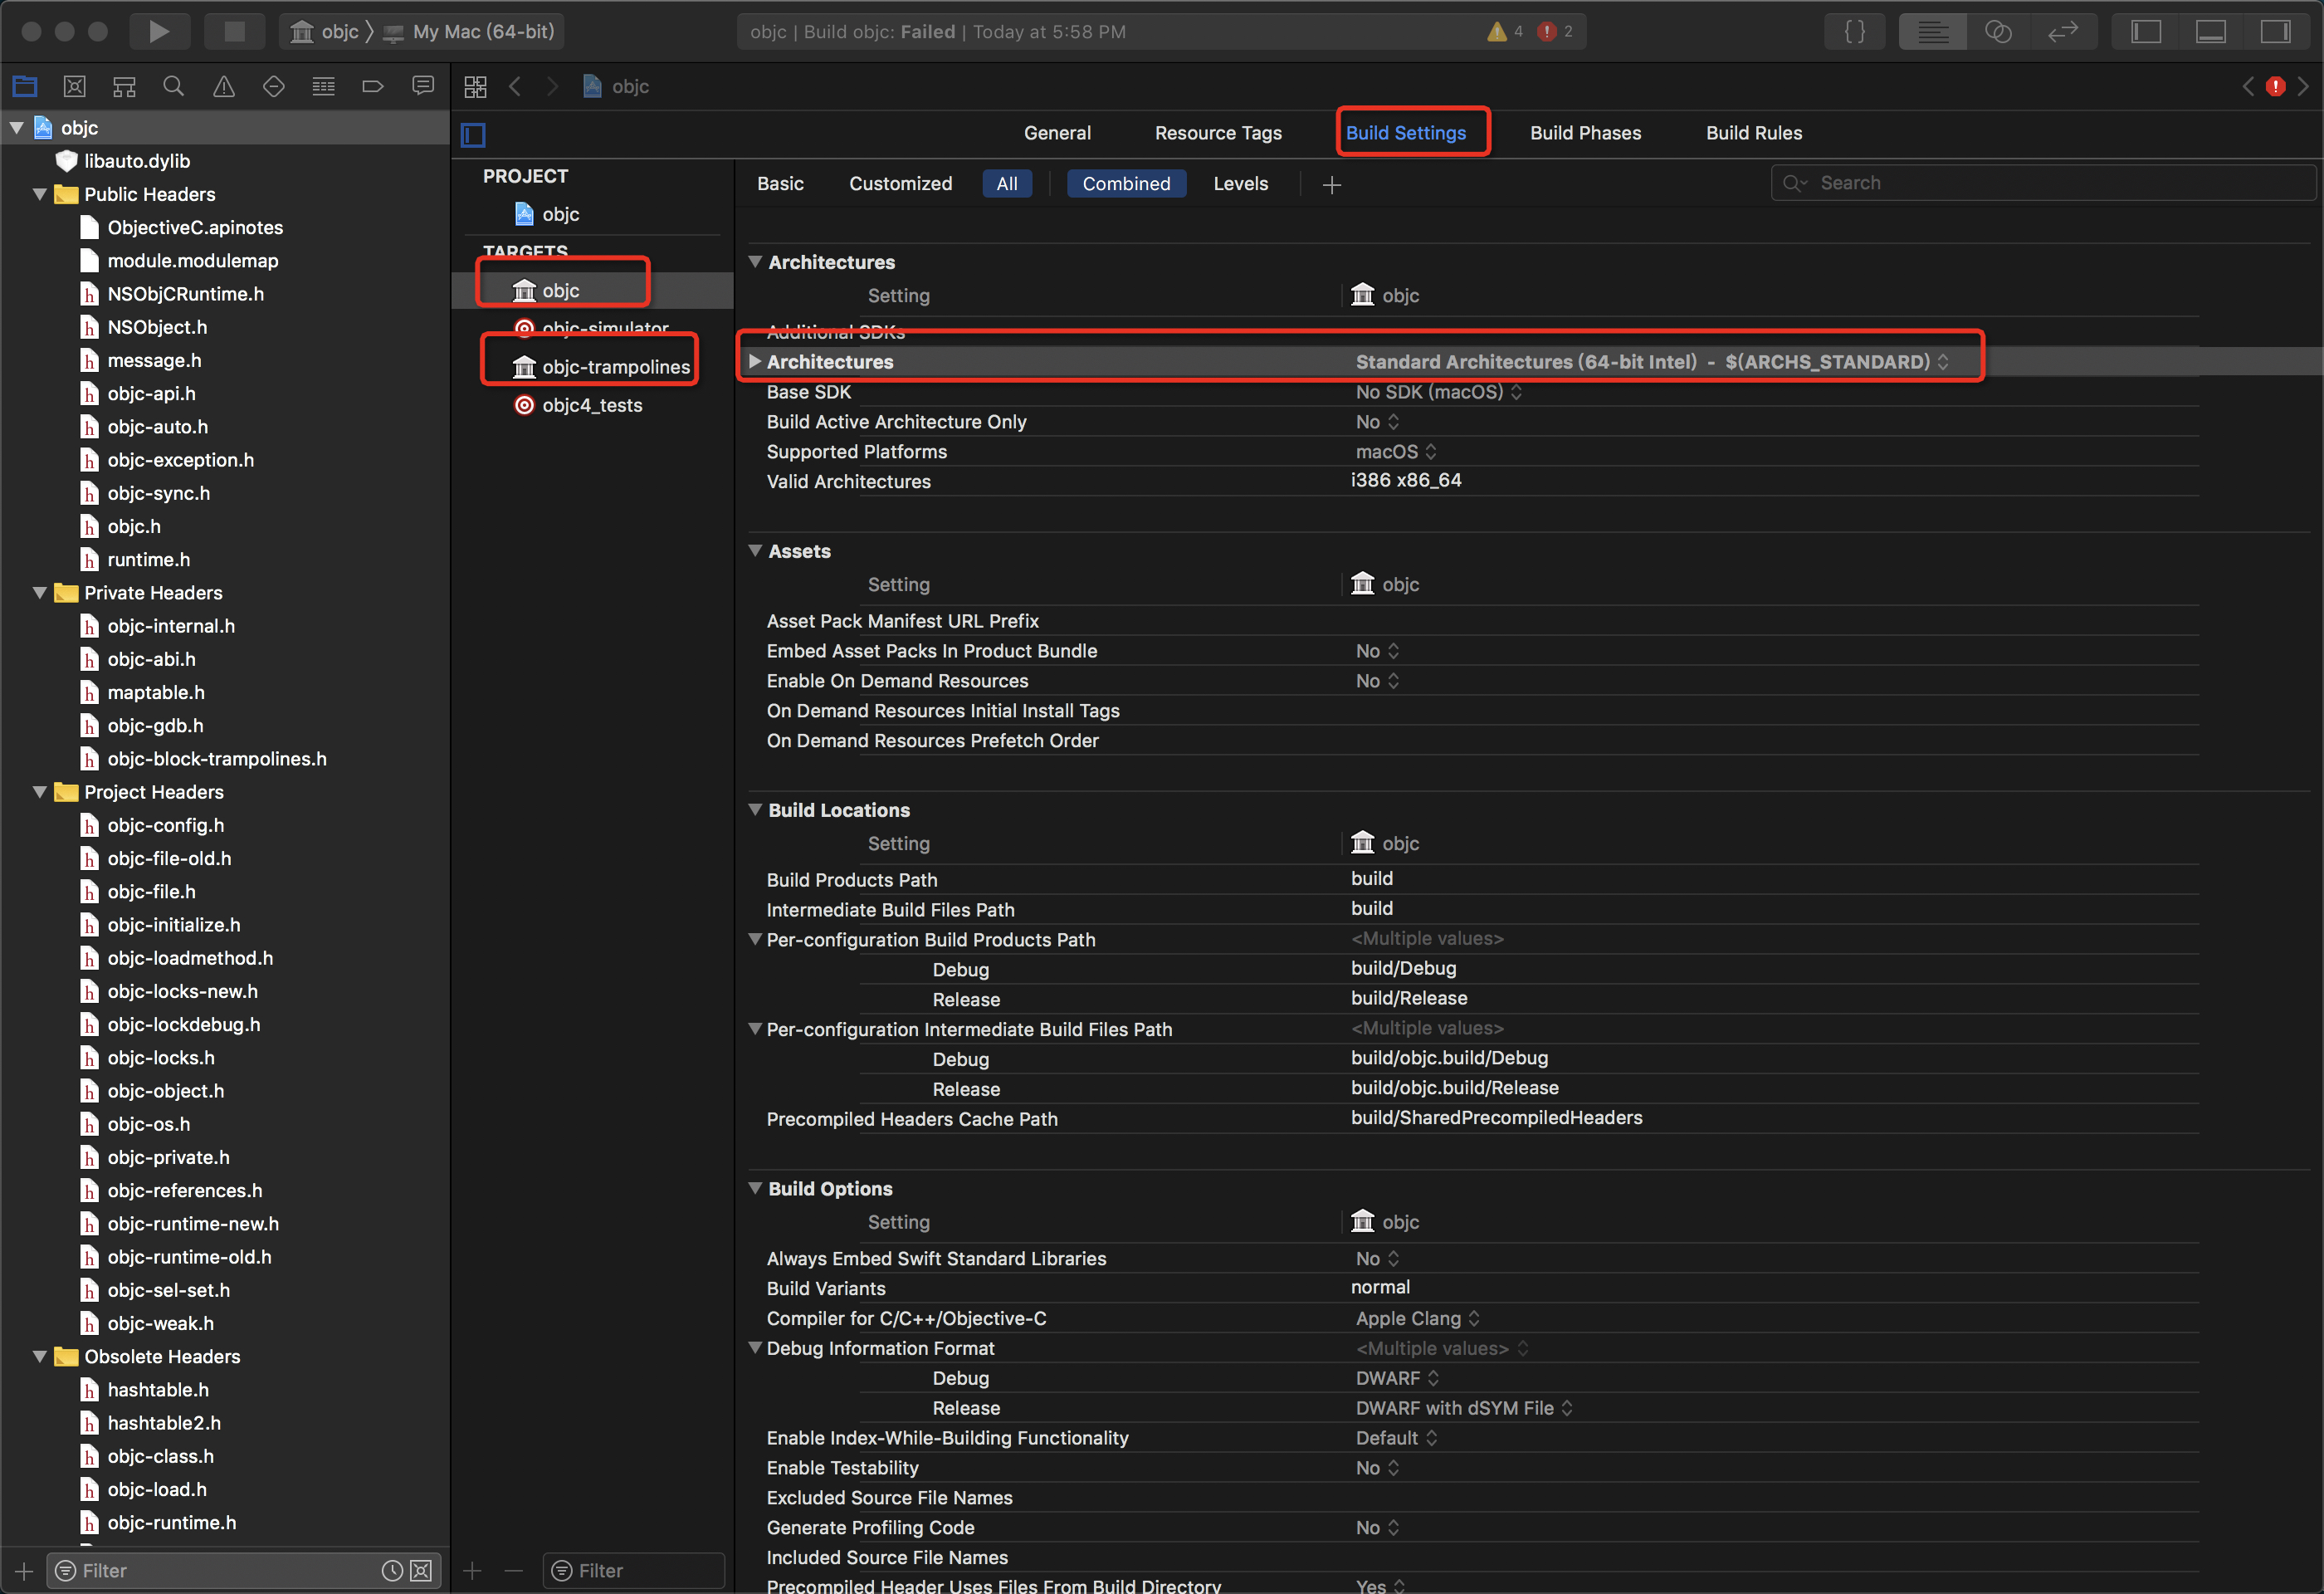 objc 〉 My Mac (64-bit)
objc | Build objc: Failed | Today at 5:58 PM
4
2
{ }
objc
objc
libauto.dylib
Public Headers
ObjectiveC.apinotes
module.modulemap
NSObjCRuntime.h
NSObject.h
message.h
objc-api.h
objc-auto.h
objc-exception.h
objc-sync.h
objc.h
runtime.h
Private Headers
objc-internal.h
objc-abi.h
maptable.h
objc-gdb.h
objc-block-trampolines.h
Project Headers
objc-config.h
objc-file-old.h
objc-file.h
objc-initialize.h
objc-loadmethod.h
objc-locks-new.h
objc-lockdebug.h
objc-locks.h
objc-object.h
objc-os.h
objc-private.h
objc-references.h
objc-runtime-new.h
objc-runtime-old.h
objc-sel-set.h
objc-weak.h
Obsolete Headers
hashtable.h
hashtable2.h
objc-class.h
objc-load.h
objc-runtime.h
Filter
PROJECT
objc
TARGETS
objc
objc-simulator
objc-trampolines
objc4_tests
Filter
General Resource Tags Build Settings Build Phases Build Rules
Basic Customized All Combined Levels
Search
Architectures
Setting objc
Additional SDKs
Architectures Standard Architectures (64-bit Intel) - $(ARCHS_STANDARD)
Base SDK No SDK (macOS)
Build Active Architecture Only No
Supported Platforms macOS
Valid Architectures i386 x86_64
Assets
Setting objc
Asset Pack Manifest URL Prefix
Embed Asset Packs In Product Bundle No
Enable On Demand Resources No
On Demand Resources Initial Install Tags
On Demand Resources Prefetch Order
Build Locations
Setting objc
Build Products Path build
Intermediate Build Files Path build
Per-configuration Build Products Path <Multiple values>
Debug build/Debug
Release build/Release
Per-configuration Intermediate Build Files Path <Multiple values>
Debug build/objc.build/Debug
Release build/objc.build/Release
Precompiled Headers Cache Path build/SharedPrecompiledHeaders
Build Options
Setting objc
Always Embed Swift Standard Libraries No
Build Variants normal
Compiler for C/C++/Objective-C Apple Clang
Debug Information Format <Multiple values>
Debug DWARF
Release DWARF with dSYM File
Enable Index-While-Building Functionality Default
Enable Testability No
Excluded Source File Names
Generate Profiling Code No
Included Source File Names
Precompiled Header Uses Files From Build Directory Yes